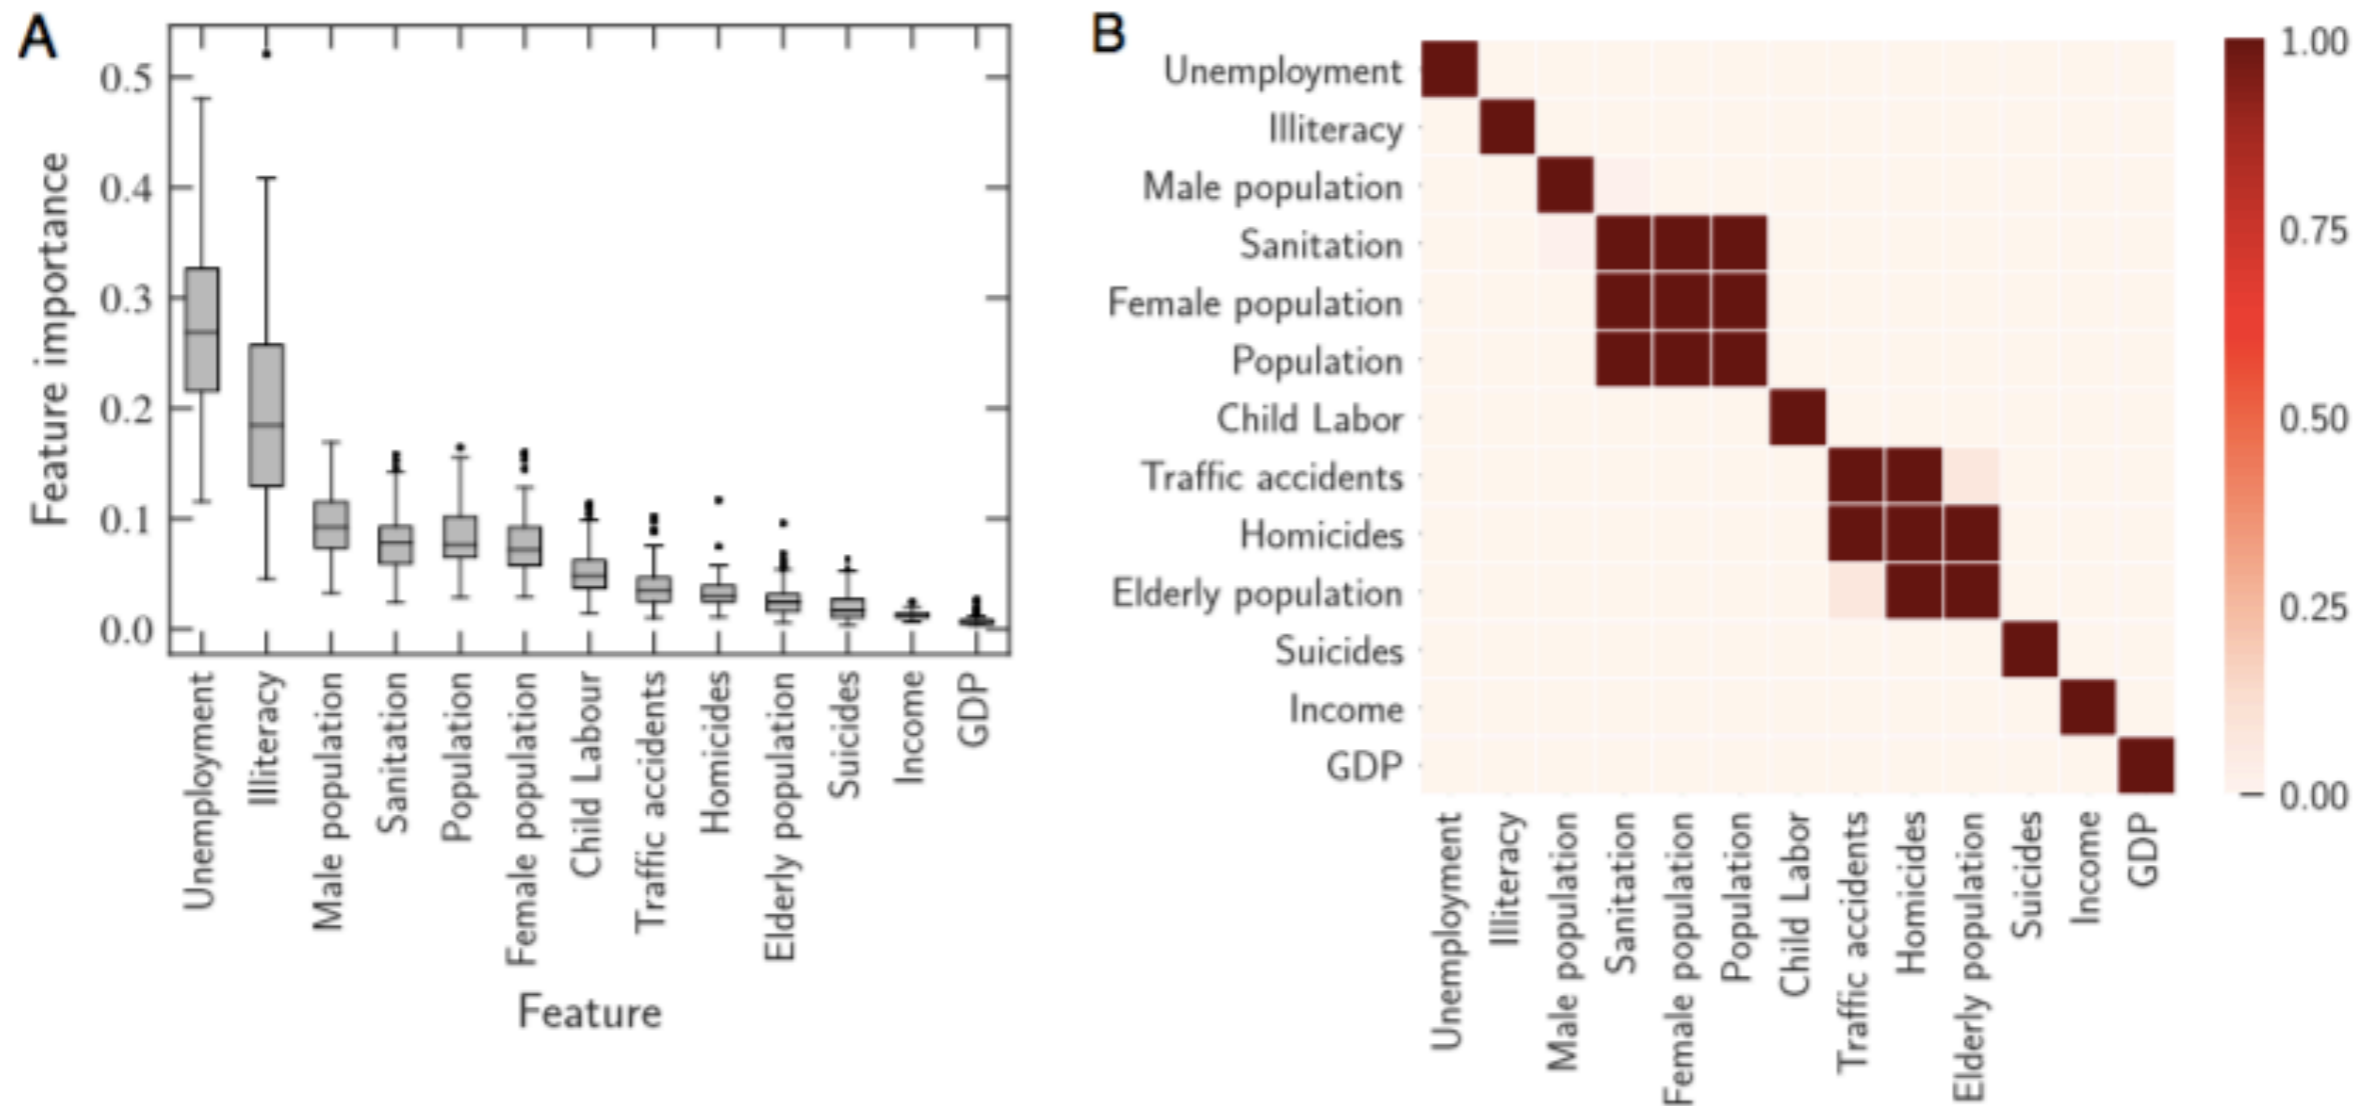 A
Feature importance
0.5
0.4
0.3
0.2
0.1
0.0
Unemployment
Illiteracy
Male population
Sanitation
Population
Female population
Child Labour
Traffic accidents
Homicides
Elderly population
Suicides
Income
GDP
Feature
B
Unemployment
Illiteracy
Male population
Sanitation
Female population
Population
Child Labor
Traffic accidents
Homicides
Elderly population
Suicides
Income
GDP
Unemployment
Illiteracy
Male population
Sanitation
Female population
Population
Child Labor
Traffic accidents
Homicides
Elderly population
Suicides
Income
GDP
1.00
0.75
0.50
0.25
0.00